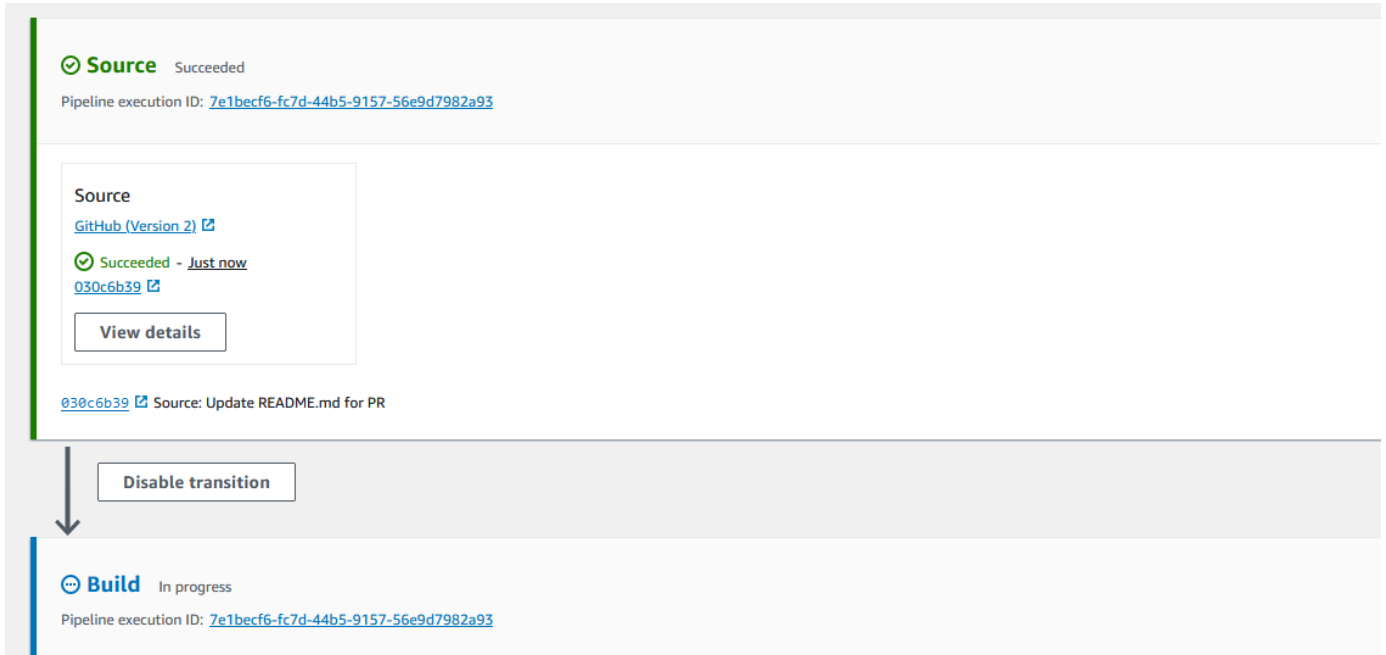 Source Succeeded
Pipeline execution ID: 7e1becf6-fc7d-44b5-9157-56e9d7982a93
Source
GitHub (Version 2)
Succeeded - Just now
030c6b39
View details
030c6b39 Source: Update README.md for PR
Disable transition
Build In progress
Pipeline execution ID: 7e1becf6-fc7d-44b5-9157-56e9d7982a93